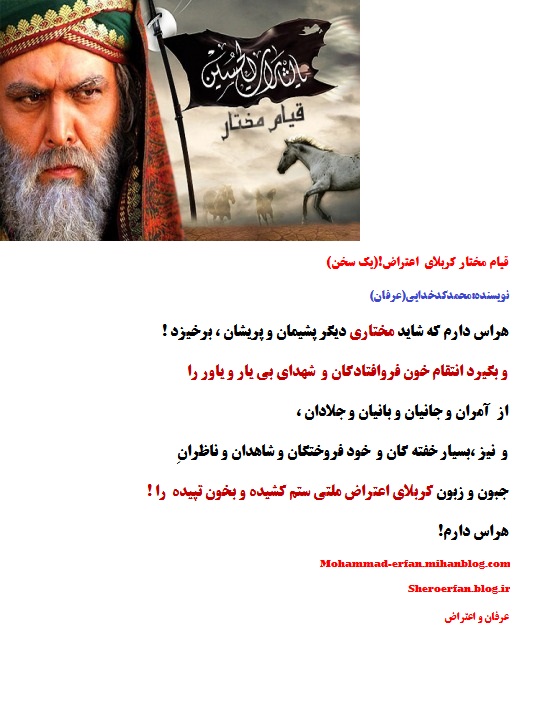 یا لثارات الحسین
قیام مختار
قیام مختار کربلای اعتراض!(یک سخن)
نویسنده:محمدکدخدایی(عرفان)
هراس دارم که شاید مختاری دیگر پشیمان و پریشان ، برخیزد !
و بگیرد انتقام خون فروافتادگان و شهدای بی یار و یاور را
از آمران و جانیان و بانیان و جلادان ،
و نیز ،بسیار خفته گان و خود فروختگان و شاهدان و ناظرانِ
جبون و زبون کربلای اعتراض ملتی ستم کشیده و بخون تپیده را !
هراس دارم!
Mohammad-erfan.mihanblog.com
Sheroerfan.blog.ir
عرفان و اعتراض